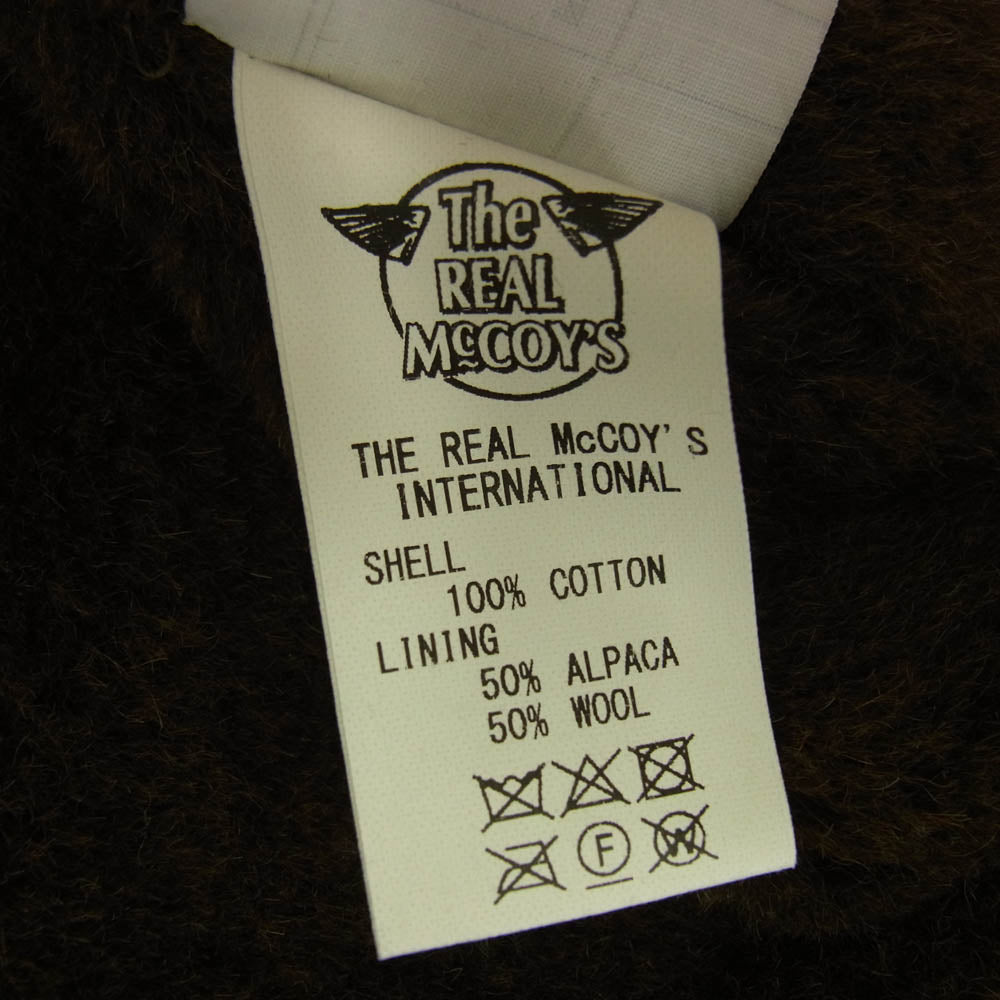 The
REAL
McCOY'S
THE REAL McCOY'S
INTERNATIONAL
SHELL
100% COTTON
LINING
50% ALPACA
50% WOOL
F W